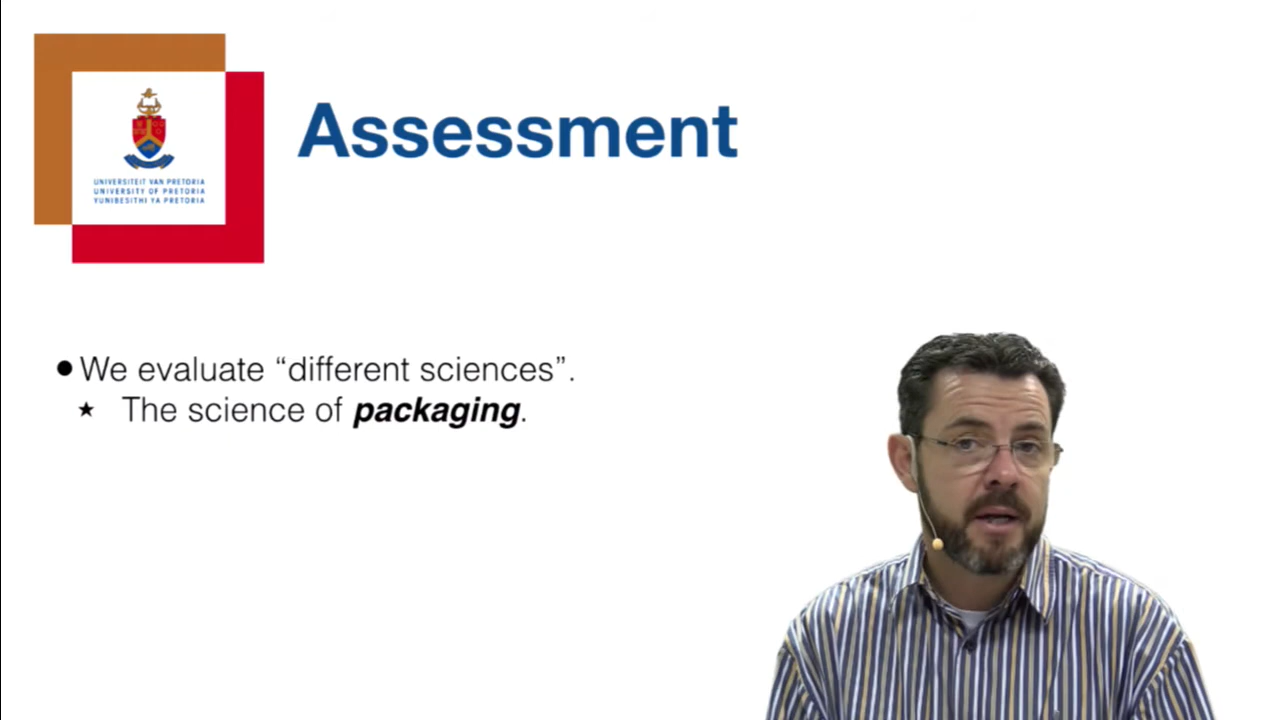 UNIVERSITEIT VAN PRETORIA
UNIVERSITY OF PRETORIA
YUNIBESITHI YA PRETORIA
Assessment
● We evaluate “different sciences”.
★ The science of packaging.